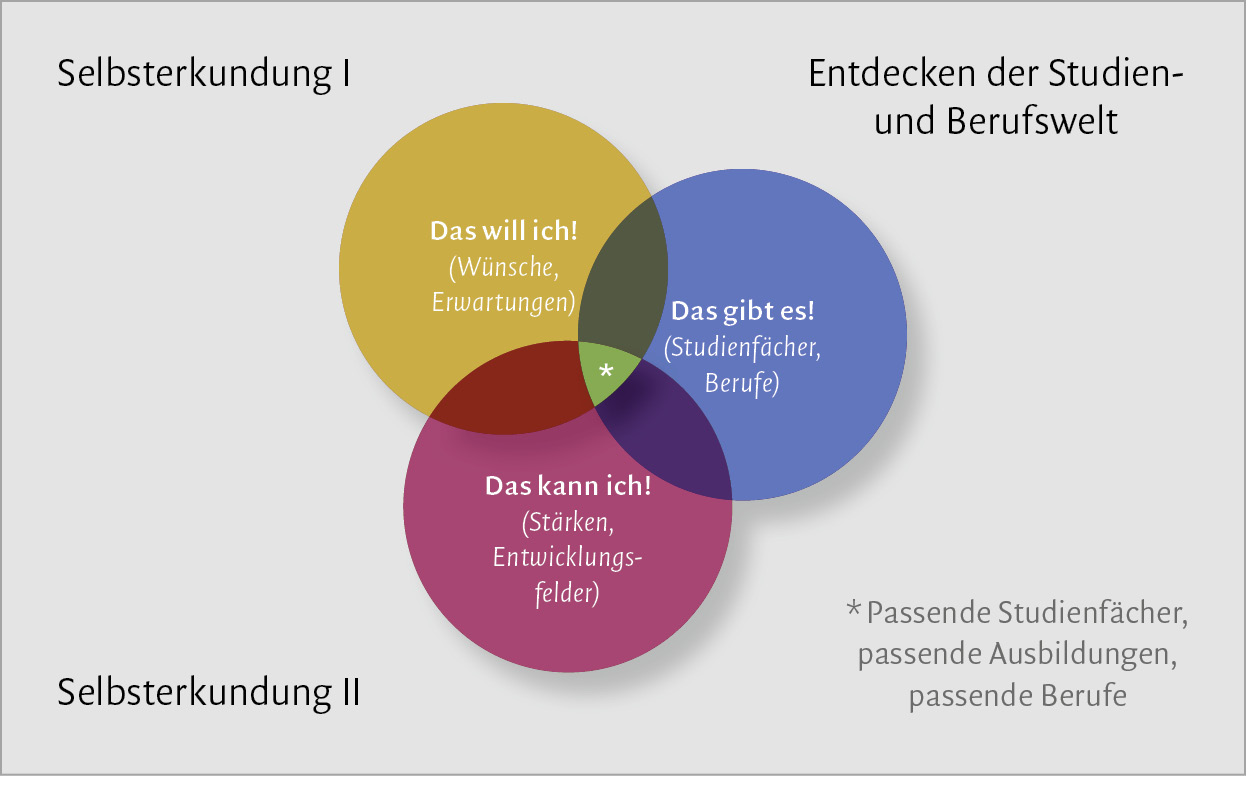 Selbsterkundung I
Entdecken der Studien-
und Berufswelt
Das will ich!
(Wünsche,
Erwartungen)
Das gibt es!
(Studienfächer,
Berufe)
*
Das kann ich!
(Stärken,
Entwicklungs-
felder)
Selbsterkundung II
* Passende Studienfächer,
passende Ausbildungen,
passende Berufe